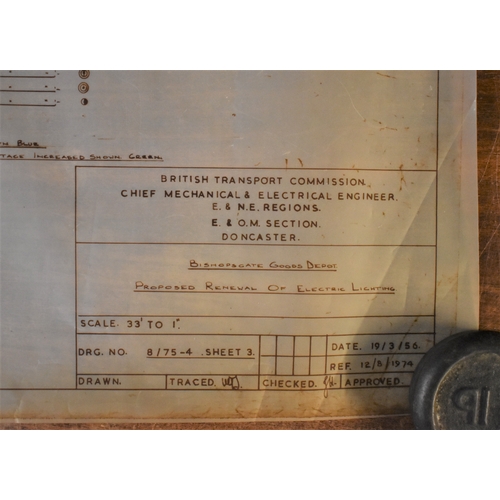 BLUE
INCREASED SHOWN GREEN.
BRITISH TRANSPORT COMMISSION.
CHIEF MECHANICAL & ELECTRICAL ENGINEER.
E. & N.E. REGIONS.
E. & O.M. SECTION.
DONCASTER.
BISHOPSGATE GOODS DEPOT.
PROPOSED RENEWAL OF ELECTRIC LIGHTING
SCALE. 33' TO 1".
DRG. NO. 8/75-4 .SHEET 3.
DATE. 19/3/56.
REF. 12/8/1974
DRAWN. TRACED. CHECKED. APPROVED.